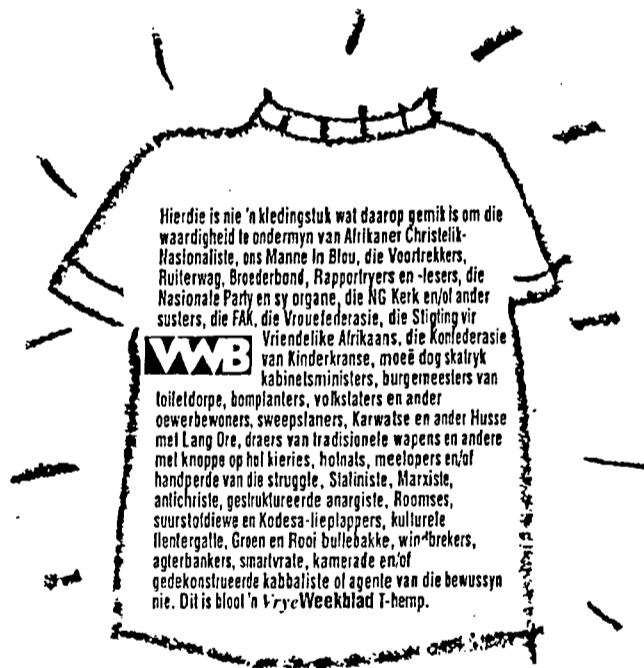 Hierdie is nie 'n kledingstuk wat daarop gemik is om die
waardigheid te ondermyn van Afrikaner Christelik-
Nasionaliste, ons Manne In Blou, die Voortrekkers,
Ruiterwag, Broederbond, Rapportryers en -lesers, die
Nasionale Party en sy organe, die NG Kerk en/of ander
susters, die FAK, die Vrouefederasie, die Stigting vir
VWB Vriendelike Afrikaans, die Konfederasie
van Kinderkranse, moeë dog skatryk
kabinetsministers, burgemeesters van
toiletdorpe, bomplanters, volkstaters en ander
oewerbewoners, sweepslaners, Karwatse en ander Husse
met Lang Ore, draers van tradisionele wapens en andere
met knoppe op hol kieries, hotnats, meelopers en/of
handperde van die struggle, Staliniste, Marxiste,
antichriste, gestruktureerde anargiste, Roomses,
suurstofdiewe en Kodesa-lieplappers, kulturele
flentergatte, Groen en Rooi bullebakke, windbrekers,
agterbankers, smartvrate, kamerade en/of
gedekonstrueerde kabbaliste of agente van die bewussyn
nie. Dit is bloot 'n Vrye Weekblad T-hemp.